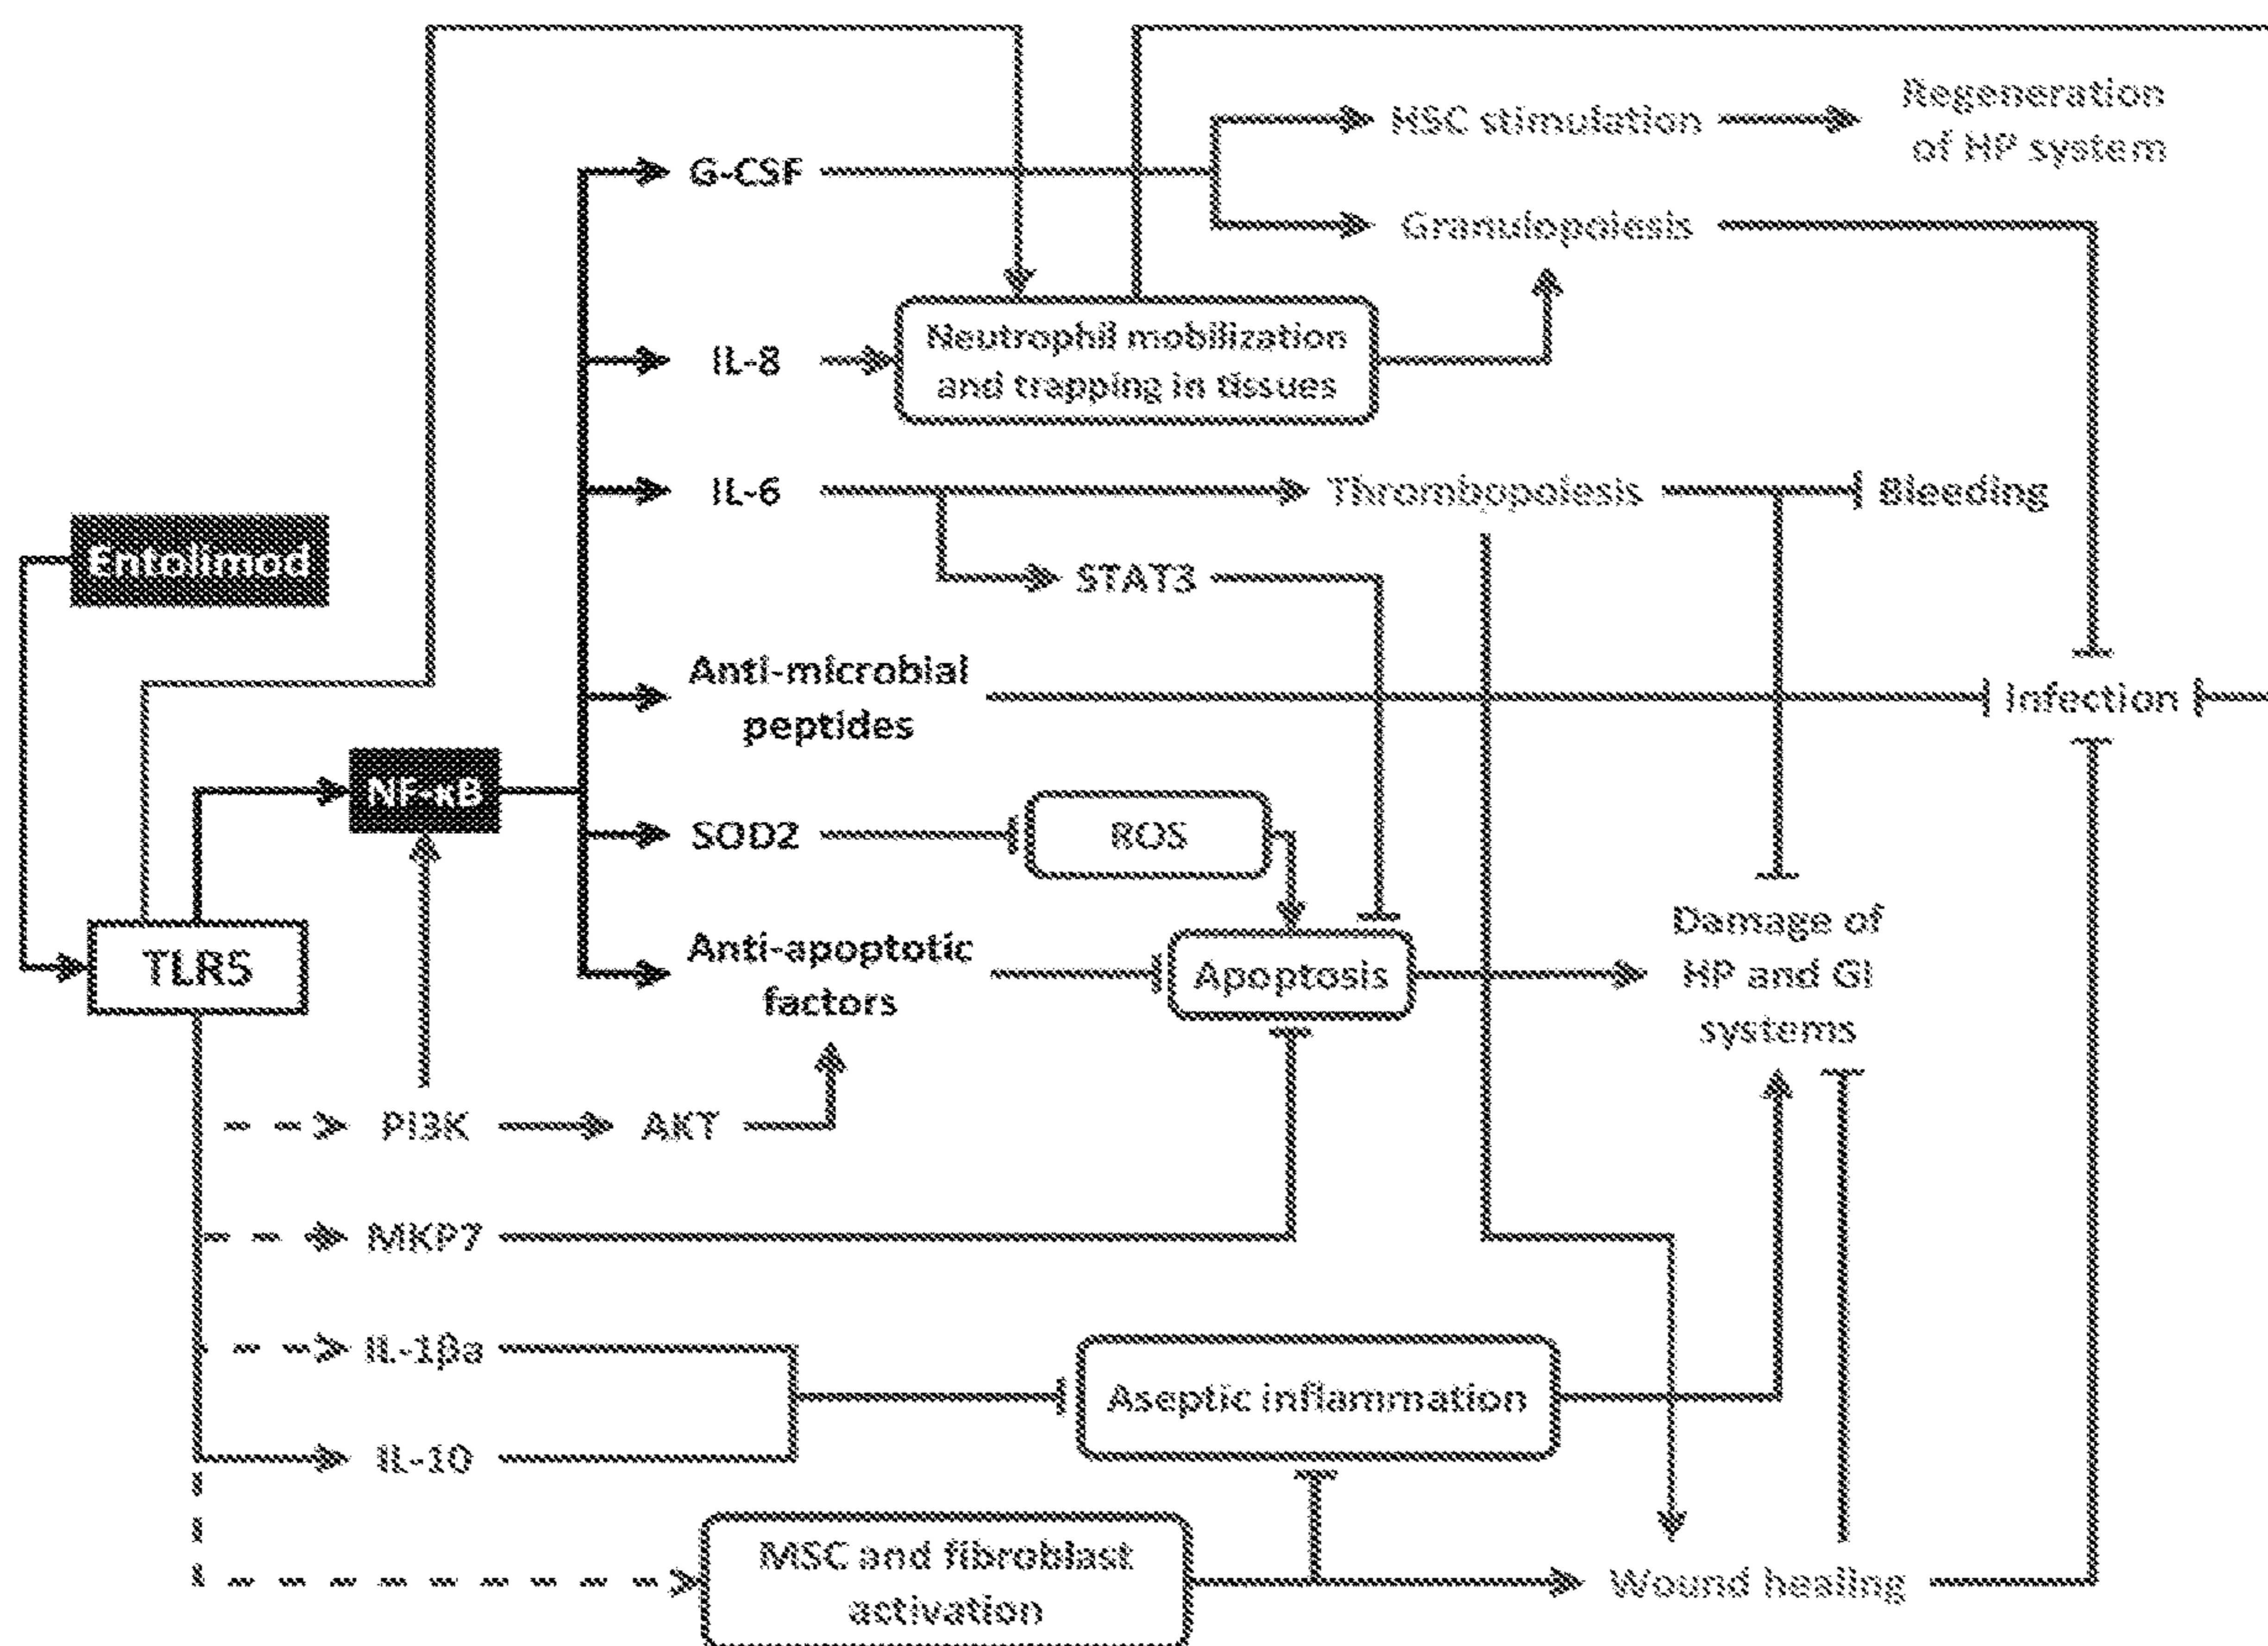 Regeneration
of HP system
HSC stimulation
G-CSF
Granulopoiesis
Neutrophil mobilization
and trapping in tissues
IL-8
IL-6
Thrombopoiesis
Bleeding
Entolimod
STAT3
Anti-microbial
peptides
Infection
NF-κB
SOD2
ROS
Damage of
HP and GI
systems
Anti-apoptotic
factors
Apoptosis
TLR5
PI3K
AKT
MKP7
IL-1βa
Aseptic inflammation
IL-10
MSC and fibroblast
activation
Wound healing